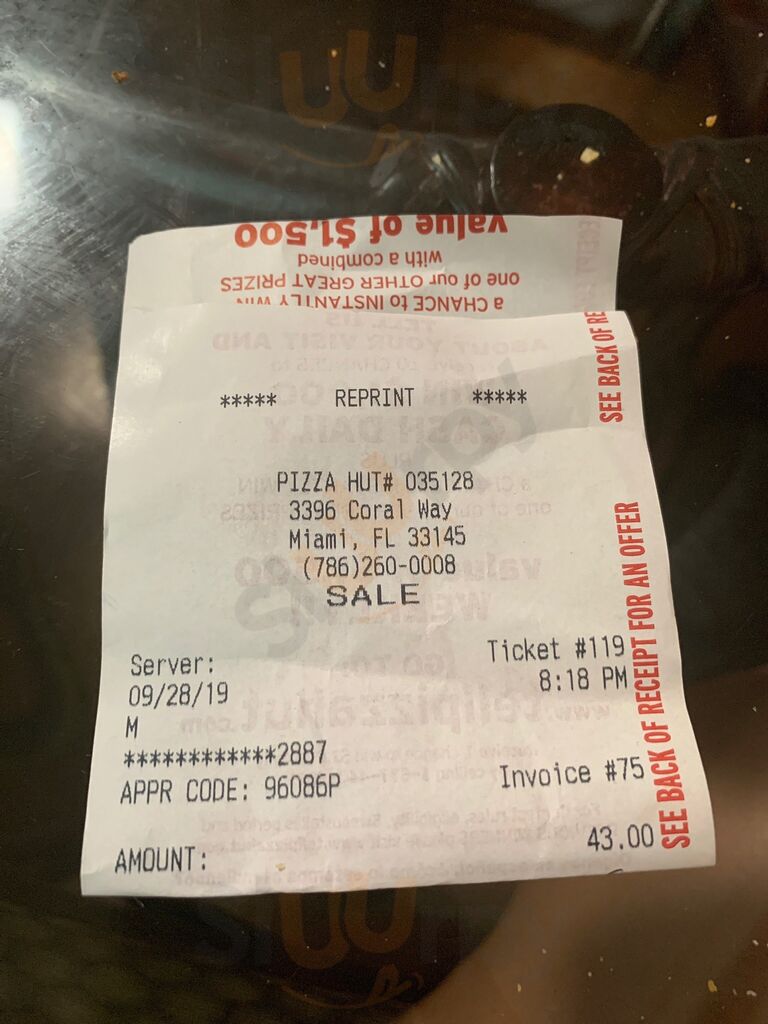 value of $1,500
with a combined
one of our OTHER GREAT PRIZES
a CHANCE to INSTANTLY WIN
***** REPRINT *****
PIZZA HUT# 035128
3396 Coral Way
Miami, FL 33145
(786)260-0008
SALE
Server: Ticket #119
09/28/19 8:18 PM
M
************2887
APPR CODE: 96086P Invoice #75
AMOUNT: 43.00
SEE BACK OF RE
SEE BACK OF RECEIPT FOR AN OFFER